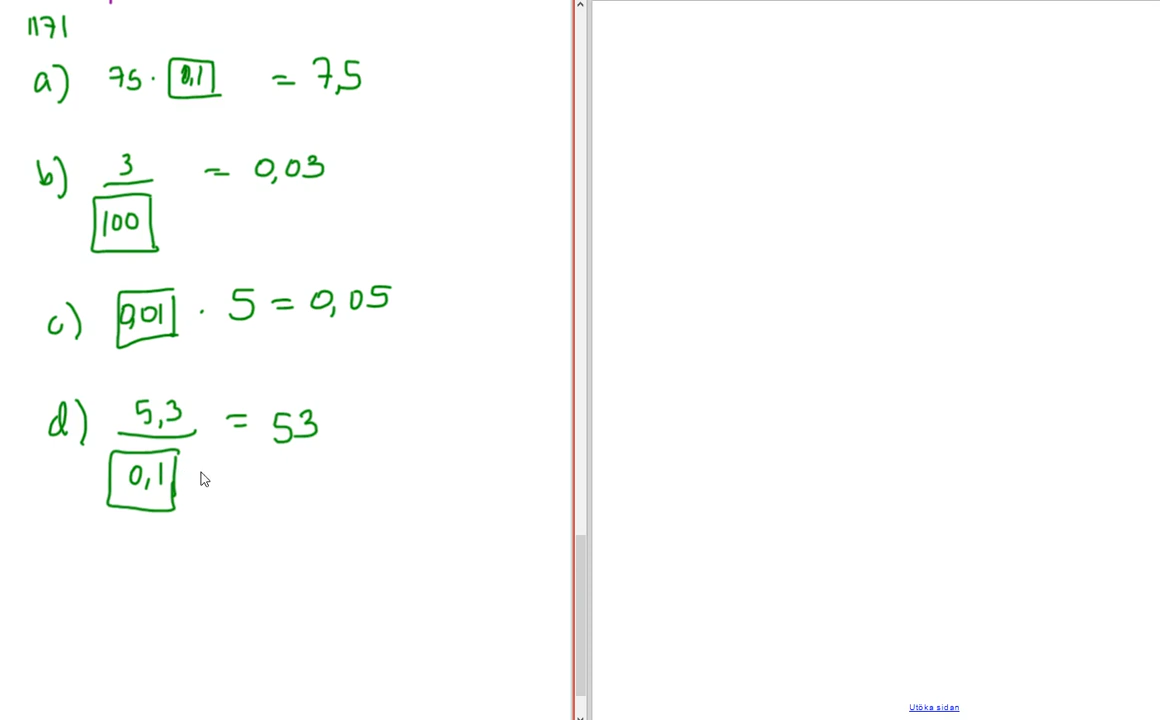 1171
a) 75 · 0,1 = 7,5
b) 3 / 100 = 0,03
c) 0,01 · 5 = 0,05
d) 5,3 / 0,1 = 53
Utöka sidan